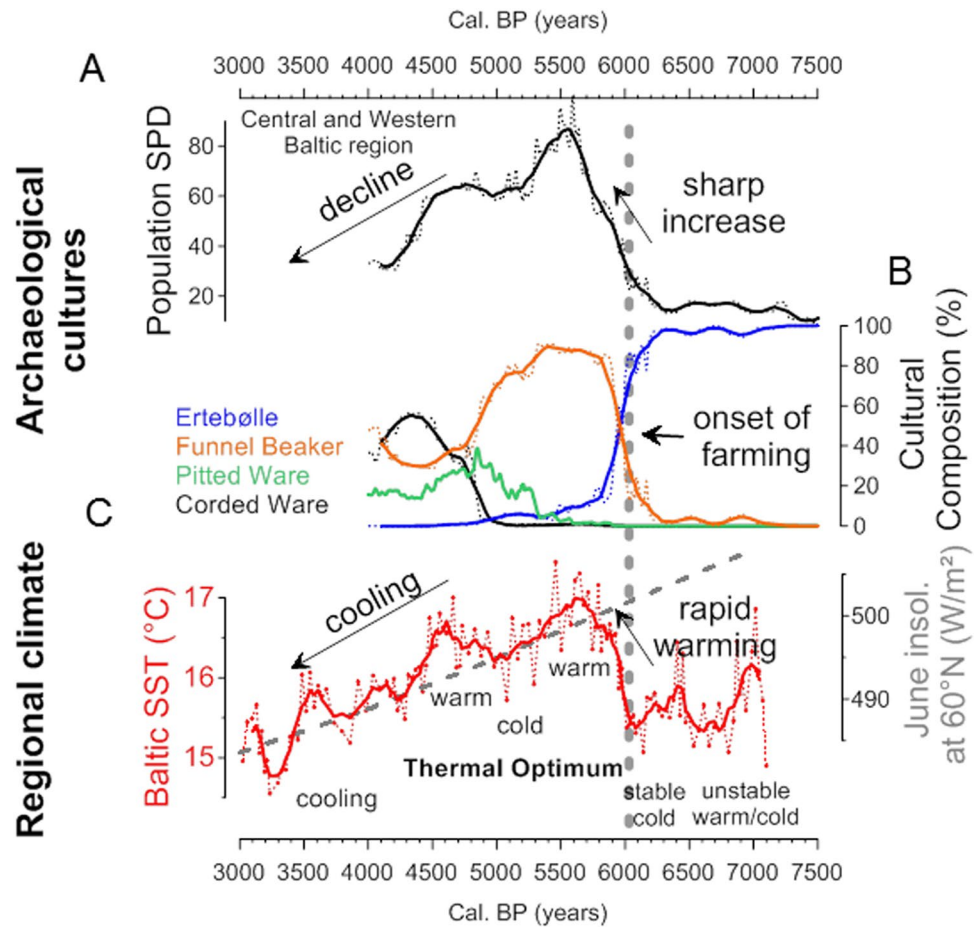 Cal. BP (years)
A
3000 3500 4000 4500 5000 5500 6000 6500 7000 7500
Central and Western
Baltic region
Population SPD
80
60
40
20
decline
sharp
increase
Archaeological
cultures
B
Cultural
Composition (%)
100
80
60
40
20
0
Ertebølle
Funnel Beaker
Pitted Ware
Corded Ware
onset of
farming
C
Regional climate
Baltic SST (°C)
17
16
15
cooling
rapid
warming
June insol.
at 60°N (W/m²)
500
490
warm
warm
cold
Thermal Optimum
cooling
stable
cold
unstable
warm/cold
3000 3500 4000 4500 5000 5500 6000 6500 7000 7500
Cal. BP (years)